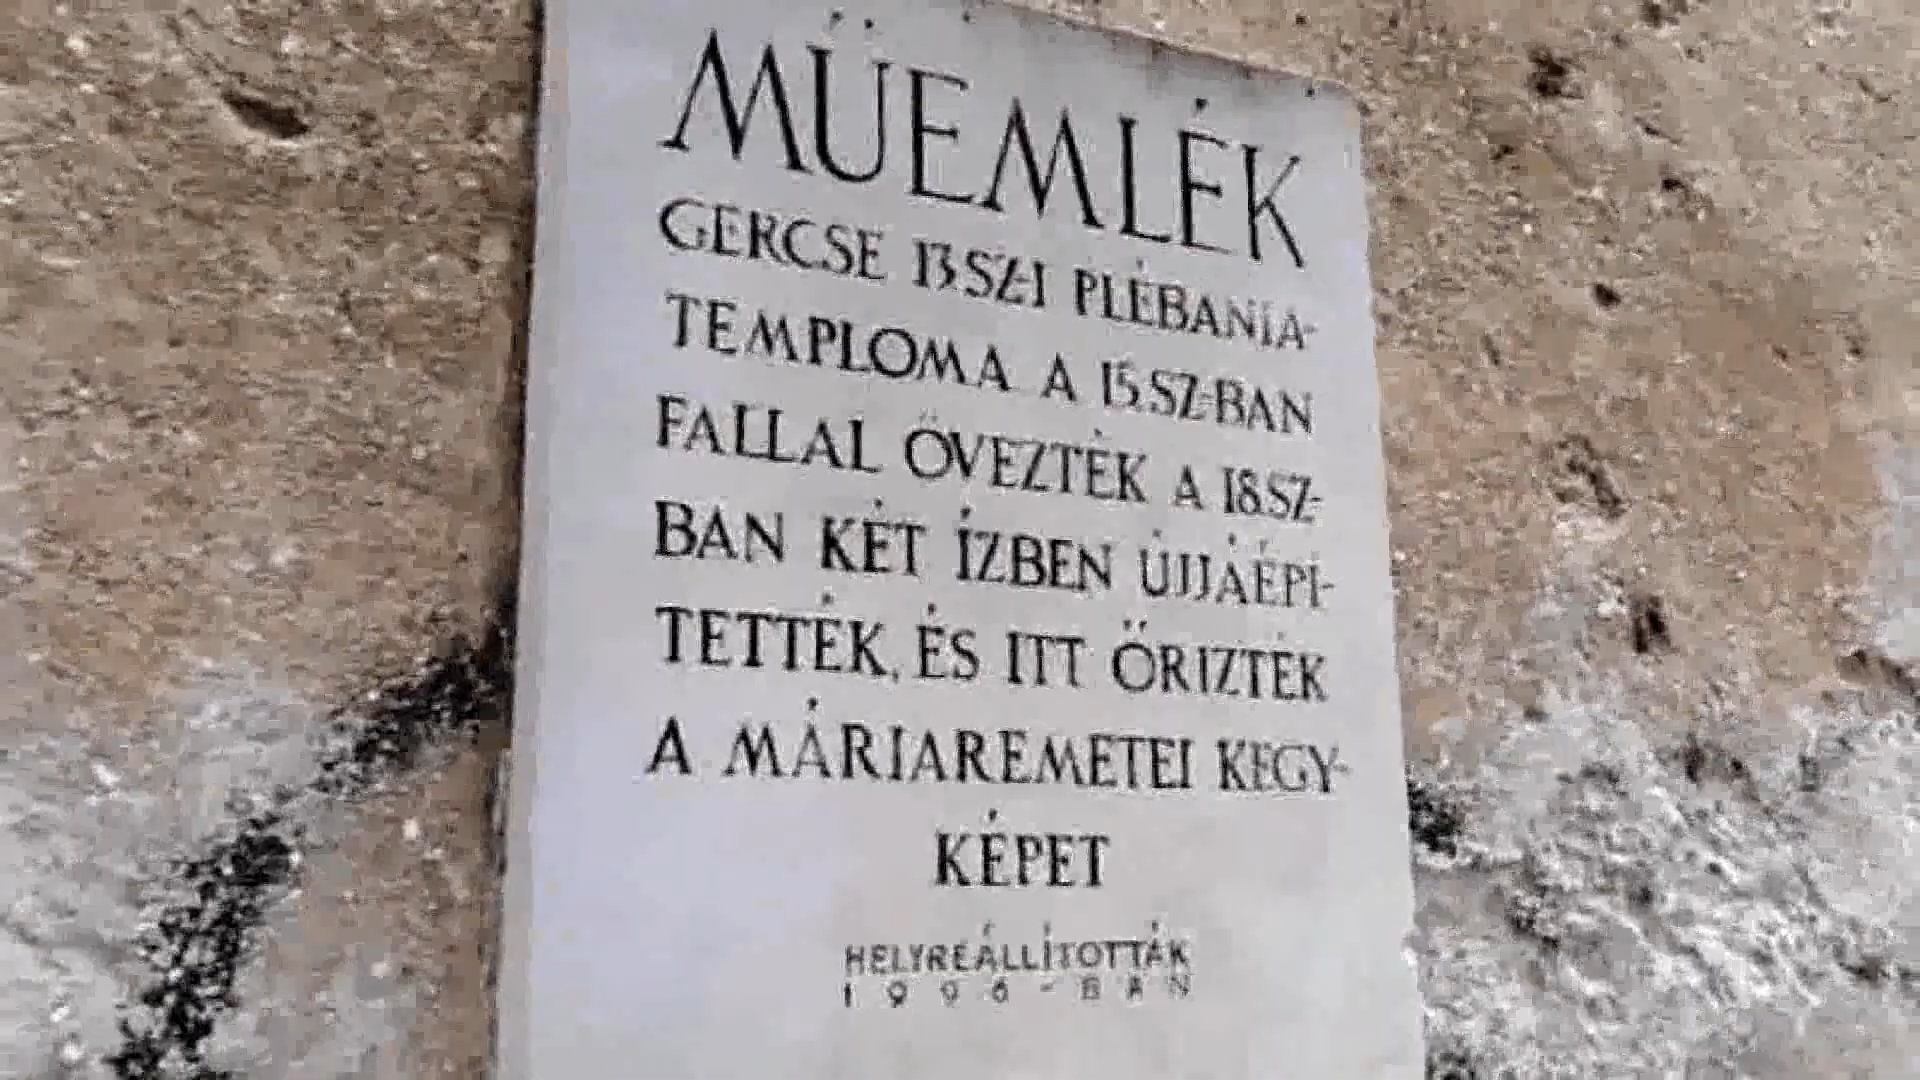 MŰEMLÉK
GERCSE 13.SZ-I PLÉBANIA-
TEMPLOMA A 15.SZ-BAN
FALLAL ÖVEZTÉK A 18.SZ-
BAN KÉT ÍZBEN ÚJJÁÉPÍ-
TETTÉK, ÉS ITT ŐRIZTÉK
A MÁRIAREMETEI KEGY-
KÉPET
HELYREÁLLÍTOTTÁK
1996-BAN